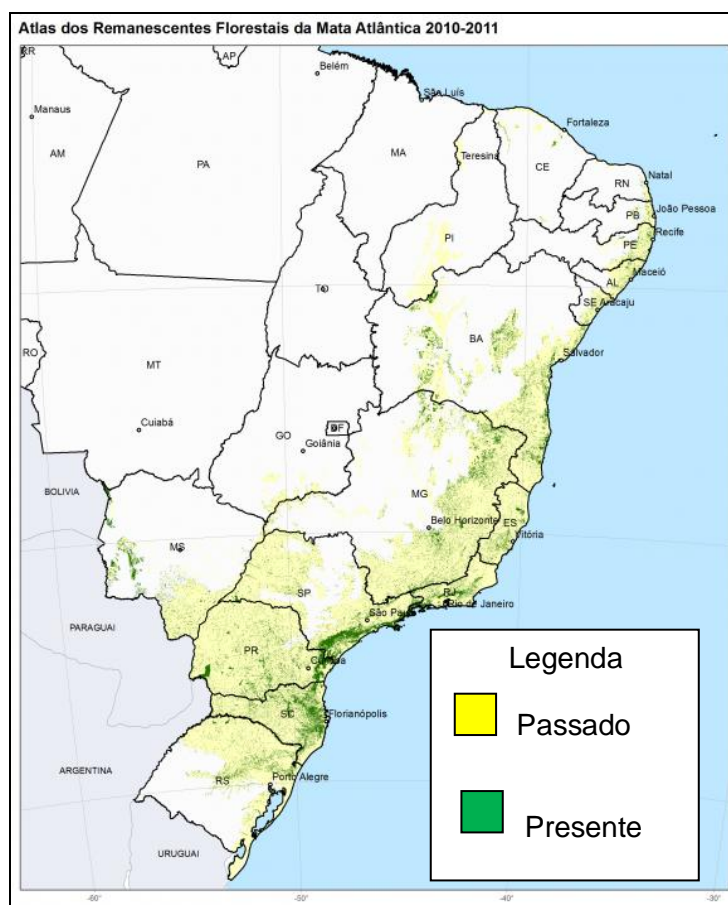 Atlas dos Remanescentes Florestais da Mata Atlântica 2010-2011
RR
AP
Belém
São Luís
Manaus
Fortaleza
AM
PA
MA
Teresina
CE
RN
Natal
PB
João Pessoa
PI
PE
Recife
TO
AL
Maceió
SE
Aracaju
RO
MT
BA
Salvador
Cuiabá
GO
DF
Goiânia
BOLIVIA
MG
Belo Horizonte
ES
Vitória
MS
SP
RJ
Rio de Janeiro
São Paulo
PARAGUAI
PR
Curitiba
SC
Florianópolis
ARGENTINA
RS
Porto Alegre
URUGUAI
Legenda
Passado
Presente
-60°
-50°
-40°
-30°